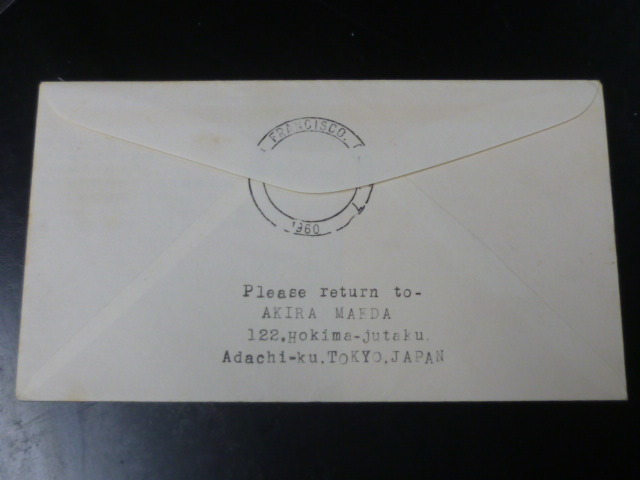 FRANCISCO.
1960
Please return to-
AKIRA MAEDA
122,Hokima-jutaku.
Adachi-ku,TOKYO,JAPAN